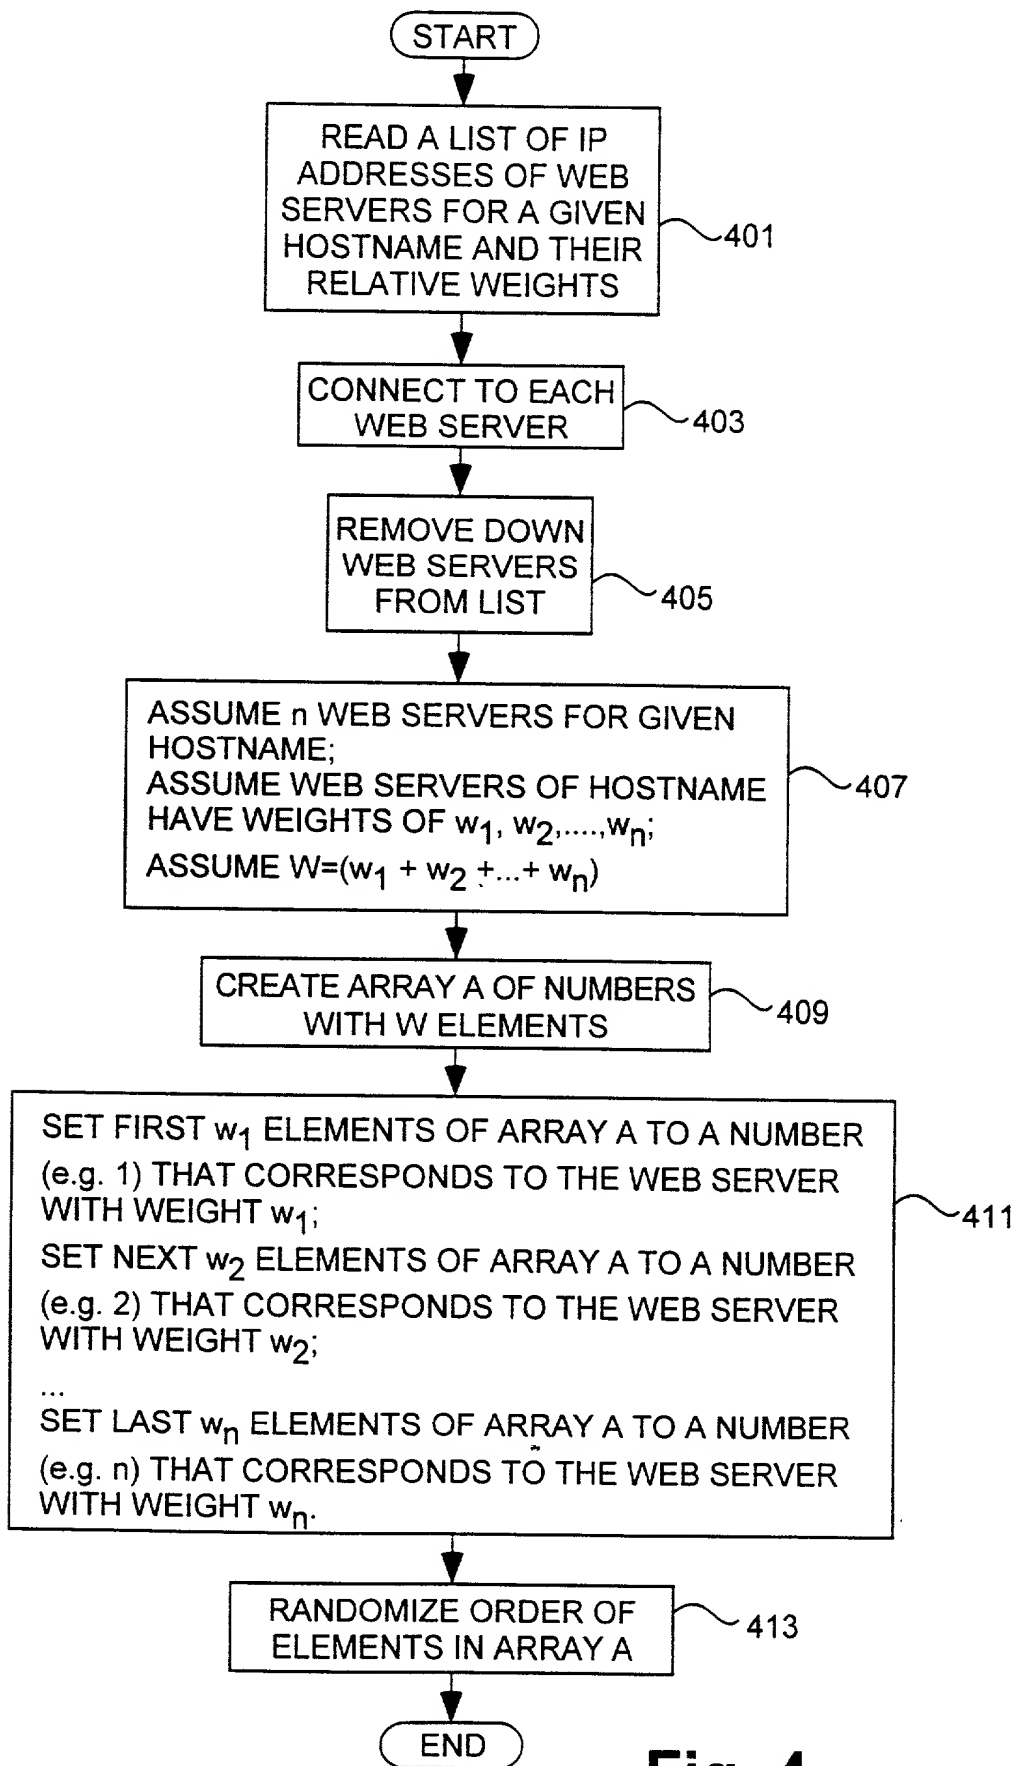 START
READ A LIST OF IP
ADDRESSES OF WEB
SERVERS FOR A GIVEN
HOSTNAME AND THEIR
RELATIVE WEIGHTS
401
CONNECT TO EACH
WEB SERVER
403
REMOVE DOWN
WEB SERVERS
FROM LIST
405
ASSUME n WEB SERVERS FOR GIVEN
HOSTNAME;
ASSUME WEB SERVERS OF HOSTNAME
HAVE WEIGHTS OF w1, w2,....,wn;
ASSUME W=(w1 + w2 +...+ wn)
407
CREATE ARRAY A OF NUMBERS
WITH W ELEMENTS
409
SET FIRST w1 ELEMENTS OF ARRAY A TO A NUMBER
(e.g. 1) THAT CORRESPONDS TO THE WEB SERVER
WITH WEIGHT w1;
SET NEXT w2 ELEMENTS OF ARRAY A TO A NUMBER
(e.g. 2) THAT CORRESPONDS TO THE WEB SERVER
WITH WEIGHT w2;
...
SET LAST wn ELEMENTS OF ARRAY A TO A NUMBER
(e.g. n) THAT CORRESPONDS TO THE WEB SERVER
WITH WEIGHT wn.
411
RANDOMIZE ORDER OF
ELEMENTS IN ARRAY A
413
END
Fig. 4